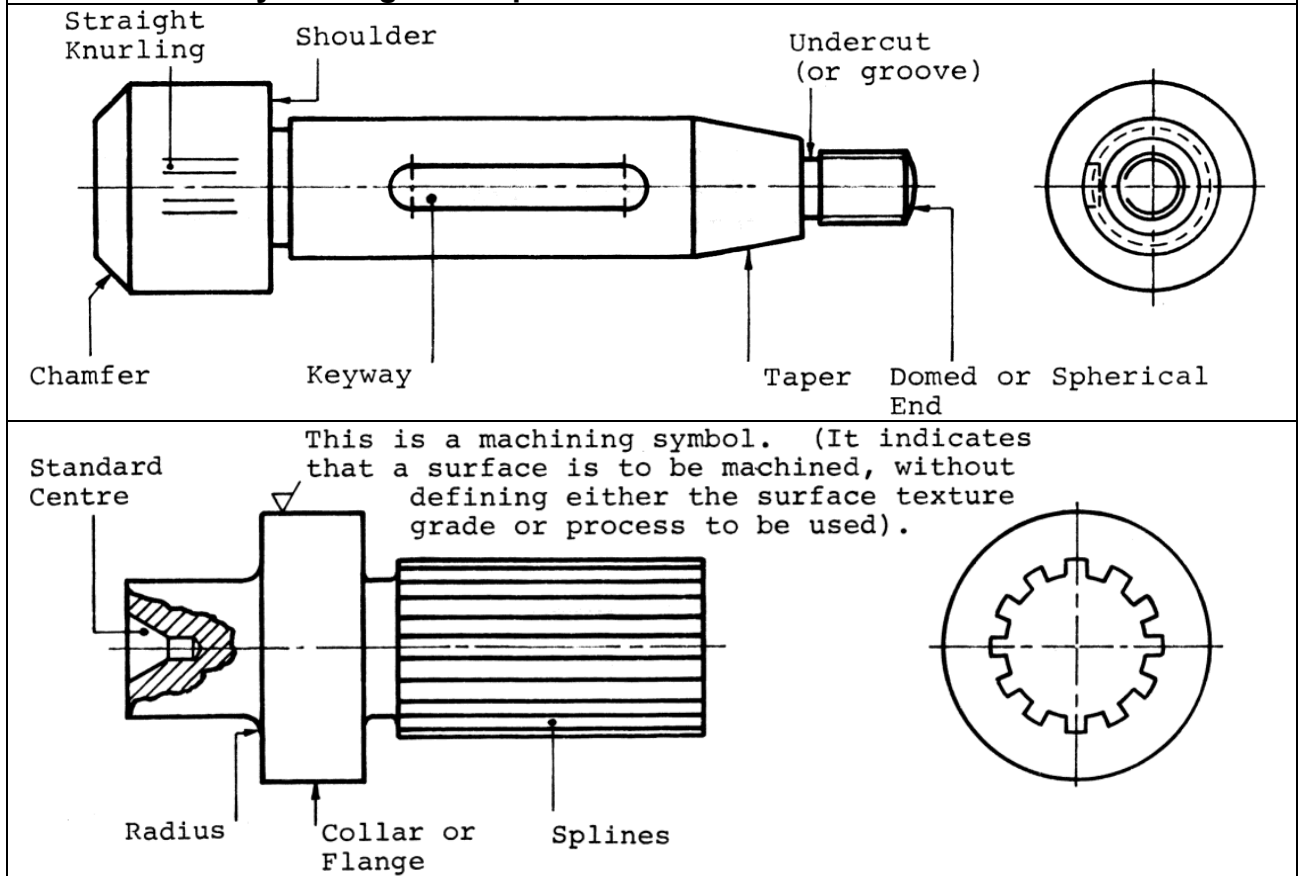 Straight
Knurling
Shoulder
Undercut
(or groove)
Chamfer
Keyway
Taper
Domed or Spherical
End
This is a machining symbol. (It indicates
that a surface is to be machined, without
defining either the surface texture
grade or process to be used).
Standard
Centre
Radius
Collar or
Flange
Splines